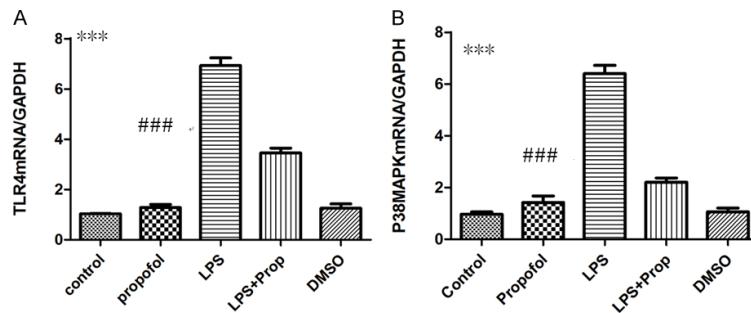 A
TLR4mRNA/GAPDH
8
6
4
2
0
***
###
control
propofol
LPS
LPS+Prop
DMSO
B
P38MAPKmRNA/GAPDH
8
6
4
2
0
***
###
Control
Propofol
LPS
LPS+Prop
DMSO